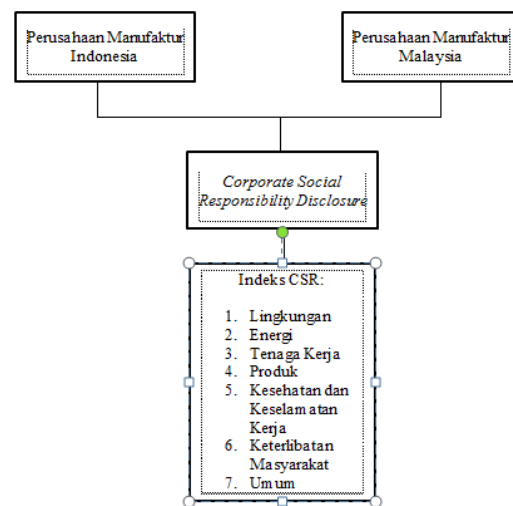 Perusahaan Manufaktur
Indonesia
Perusahaan Manufaktur
Malaysia
Corporate Social
Responsibility Disclosure
Indeks CSR:
1. Lingkungan
2. Energi
3. Tenaga Kerja
4. Produk
5. Kesehatan dan
Keselamatan
Kerja
6. Keterlibatan
Masyarakat
7. Umum